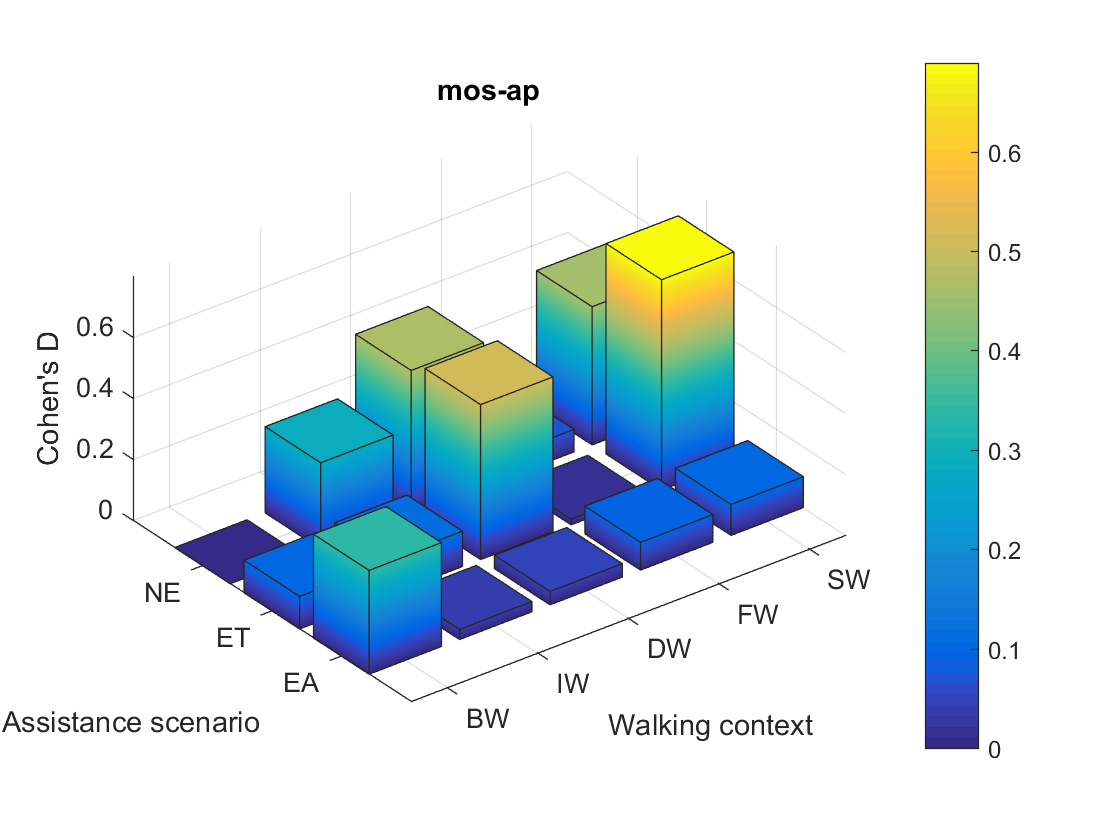 mos-ap
Cohen's D
0.6
0.4
0.2
0
NE
ET
EA
Assistance scenario
BW
IW
DW
FW
SW
Walking context
0.6
0.5
0.4
0.3
0.2
0.1
0